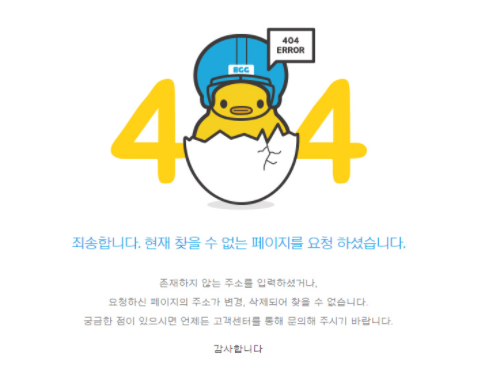 404
ERROR
EGG
4 4
죄송합니다. 현재 찾을 수 없는 페이지를 요청 하셨습니다.
존재하지 않는 주소를 입력하셨거나,
요청하신 페이지의 주소가 변경, 삭제되어 찾을 수 없습니다.
궁금한 점이 있으시면 언제든 고객센터를 통해 문의해 주시기 바랍니다.
감사합니다